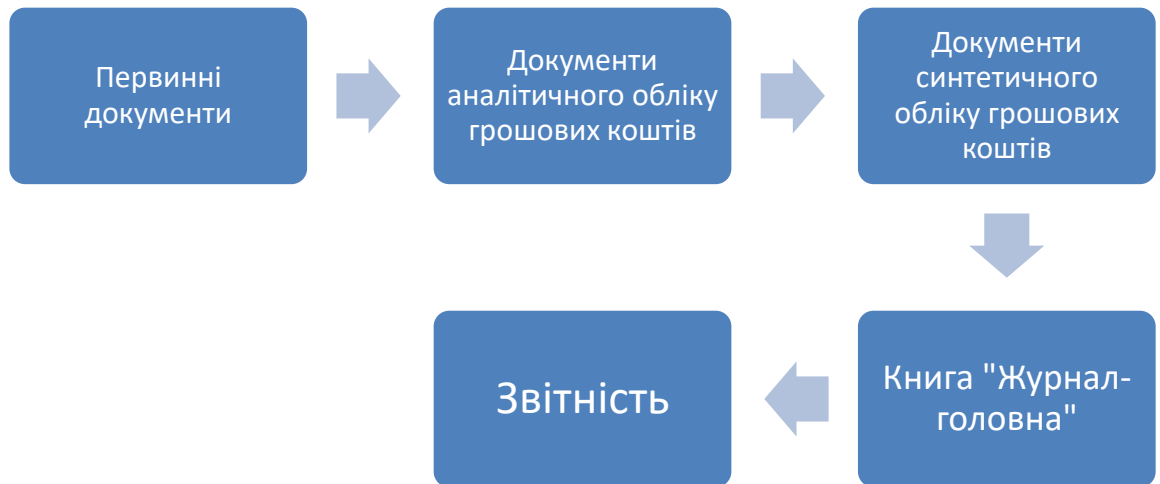 Первинні
документи
Документи
аналітичного обліку
грошових коштів
Документи
синтетичного
обліку грошових
коштів
Книга "Журнал-
головна"
Звітність